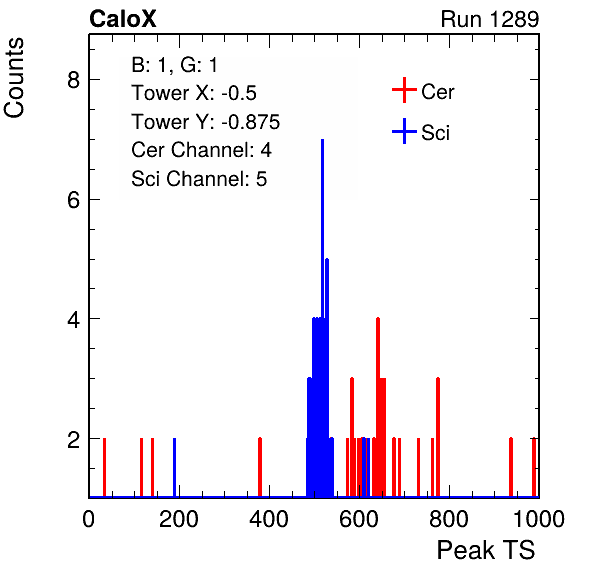 CaloX Run 1289
Counts
B: 1, G: 1
Tower X: -0.5
Tower Y: -0.875
Cer Channel: 4
Sci Channel: 5
Cer
Sci
8
6
4
2
0 200 400 600 800 1000
Peak TS